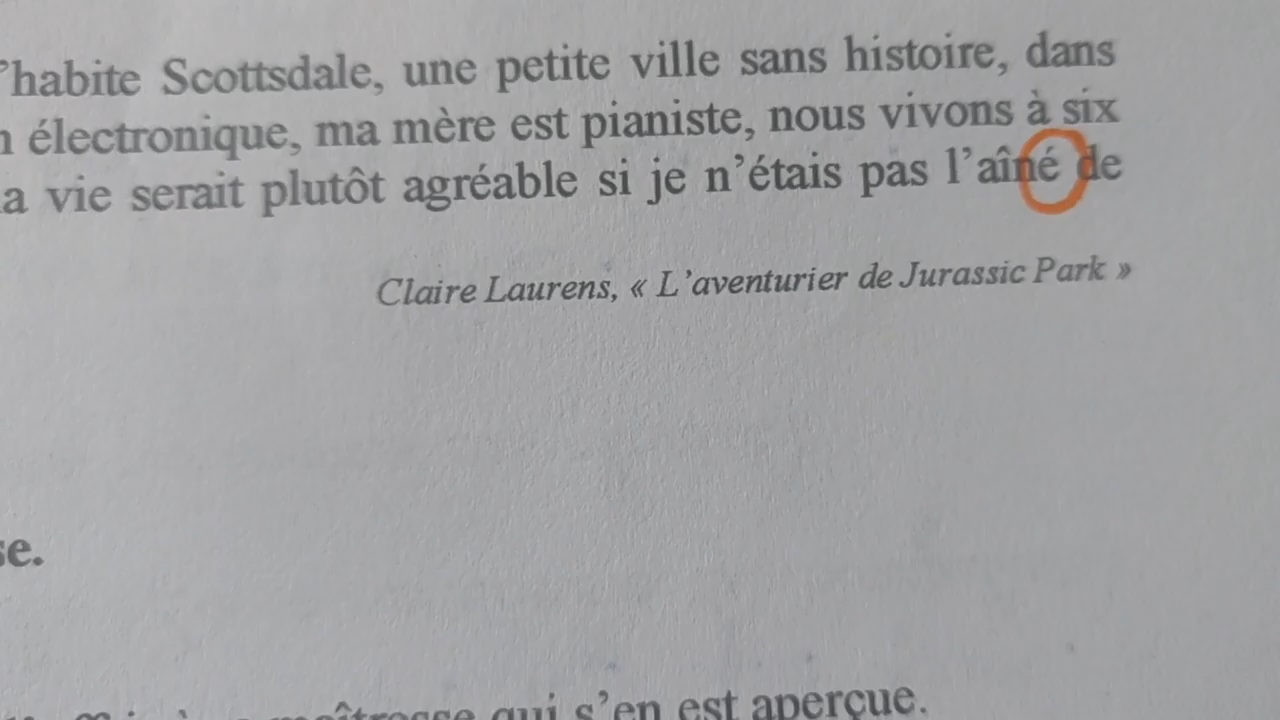 'habite Scottsdale, une petite ville sans histoire, dans
électronique, ma mère est pianiste, nous vivons à six
a vie serait plutôt agréable si je n'étais pas l'aîné de
Claire Laurens, « L'aventurier de Jurassic Park »
se.
qui s'en est aperçue.